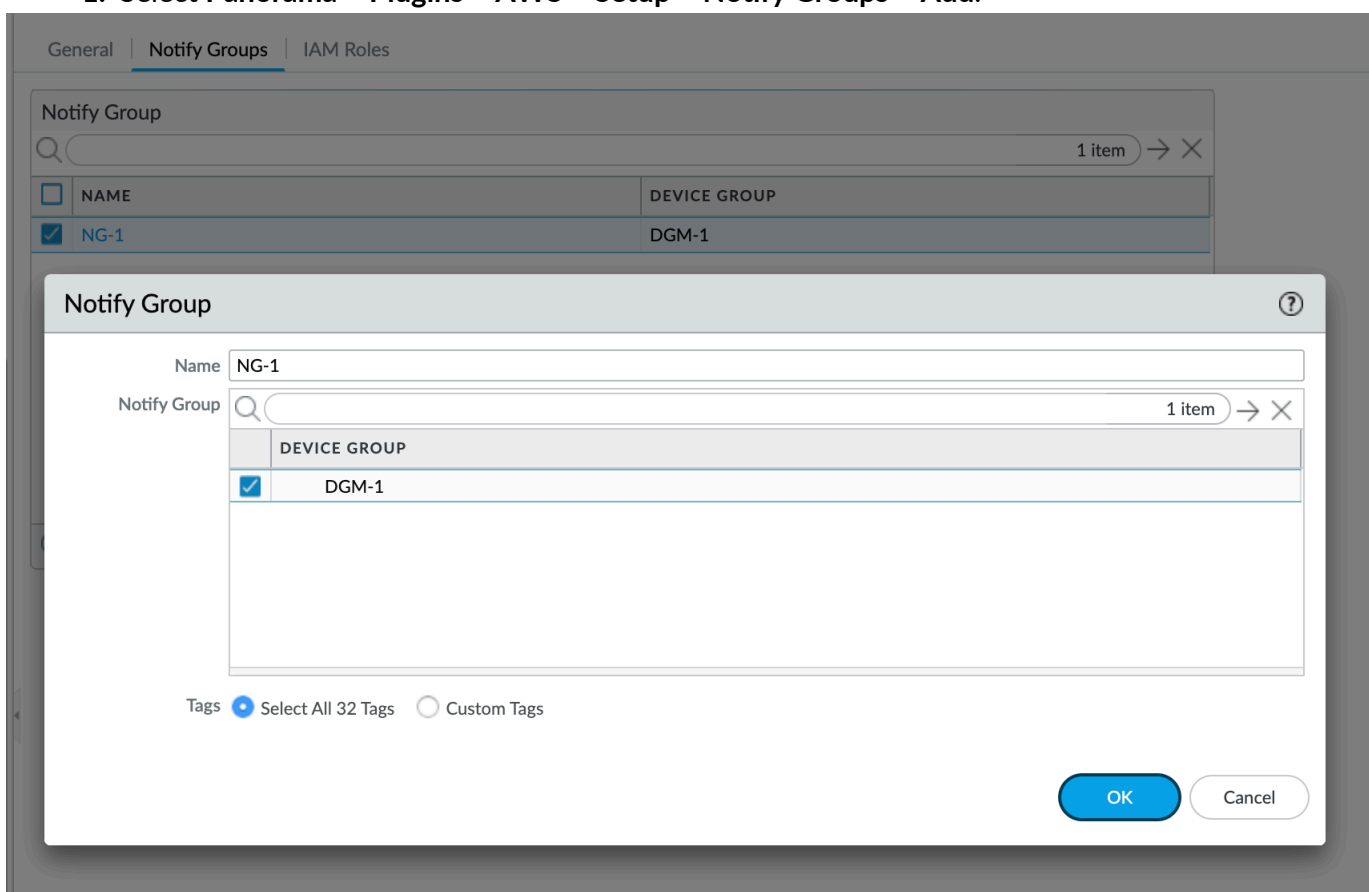 General | Notify Groups | IAM Roles
Notify Group
1 item
NAME DEVICE GROUP
NG-1 DGM-1
Notify Group
Name NG-1
Notify Group 1 item
DEVICE GROUP
DGM-1
Tags Select All 32 Tags Custom Tags
OK Cancel